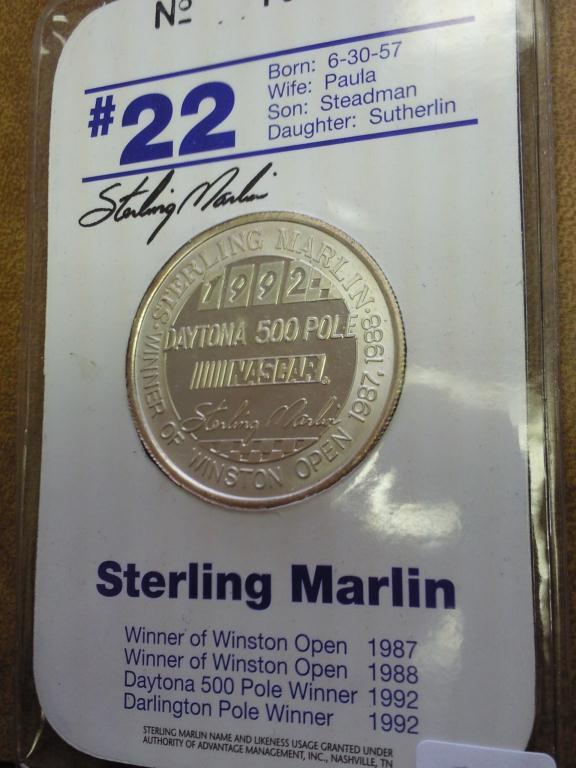 Nº
#22
Born: 6-30-57
Wife: Paula
Son: Steadman
Daughter: Sutherlin
Sterling Marlin
STERLING MARLIN
1992
DAYTONA 500 POLE
NASCAR
Sterling Marlin
WINNER OF WINSTON OPEN 1987, 1988
Sterling Marlin
Winner of Winston Open 1987
Winner of Winston Open 1988
Daytona 500 Pole Winner 1992
Darlington Pole Winner 1992
STERLING MARLIN NAME AND LIKENESS USAGE GRANTED UNDER
AUTHORITY OF ADVANTAGE MANAGEMENT, INC., NASHVILLE, TN